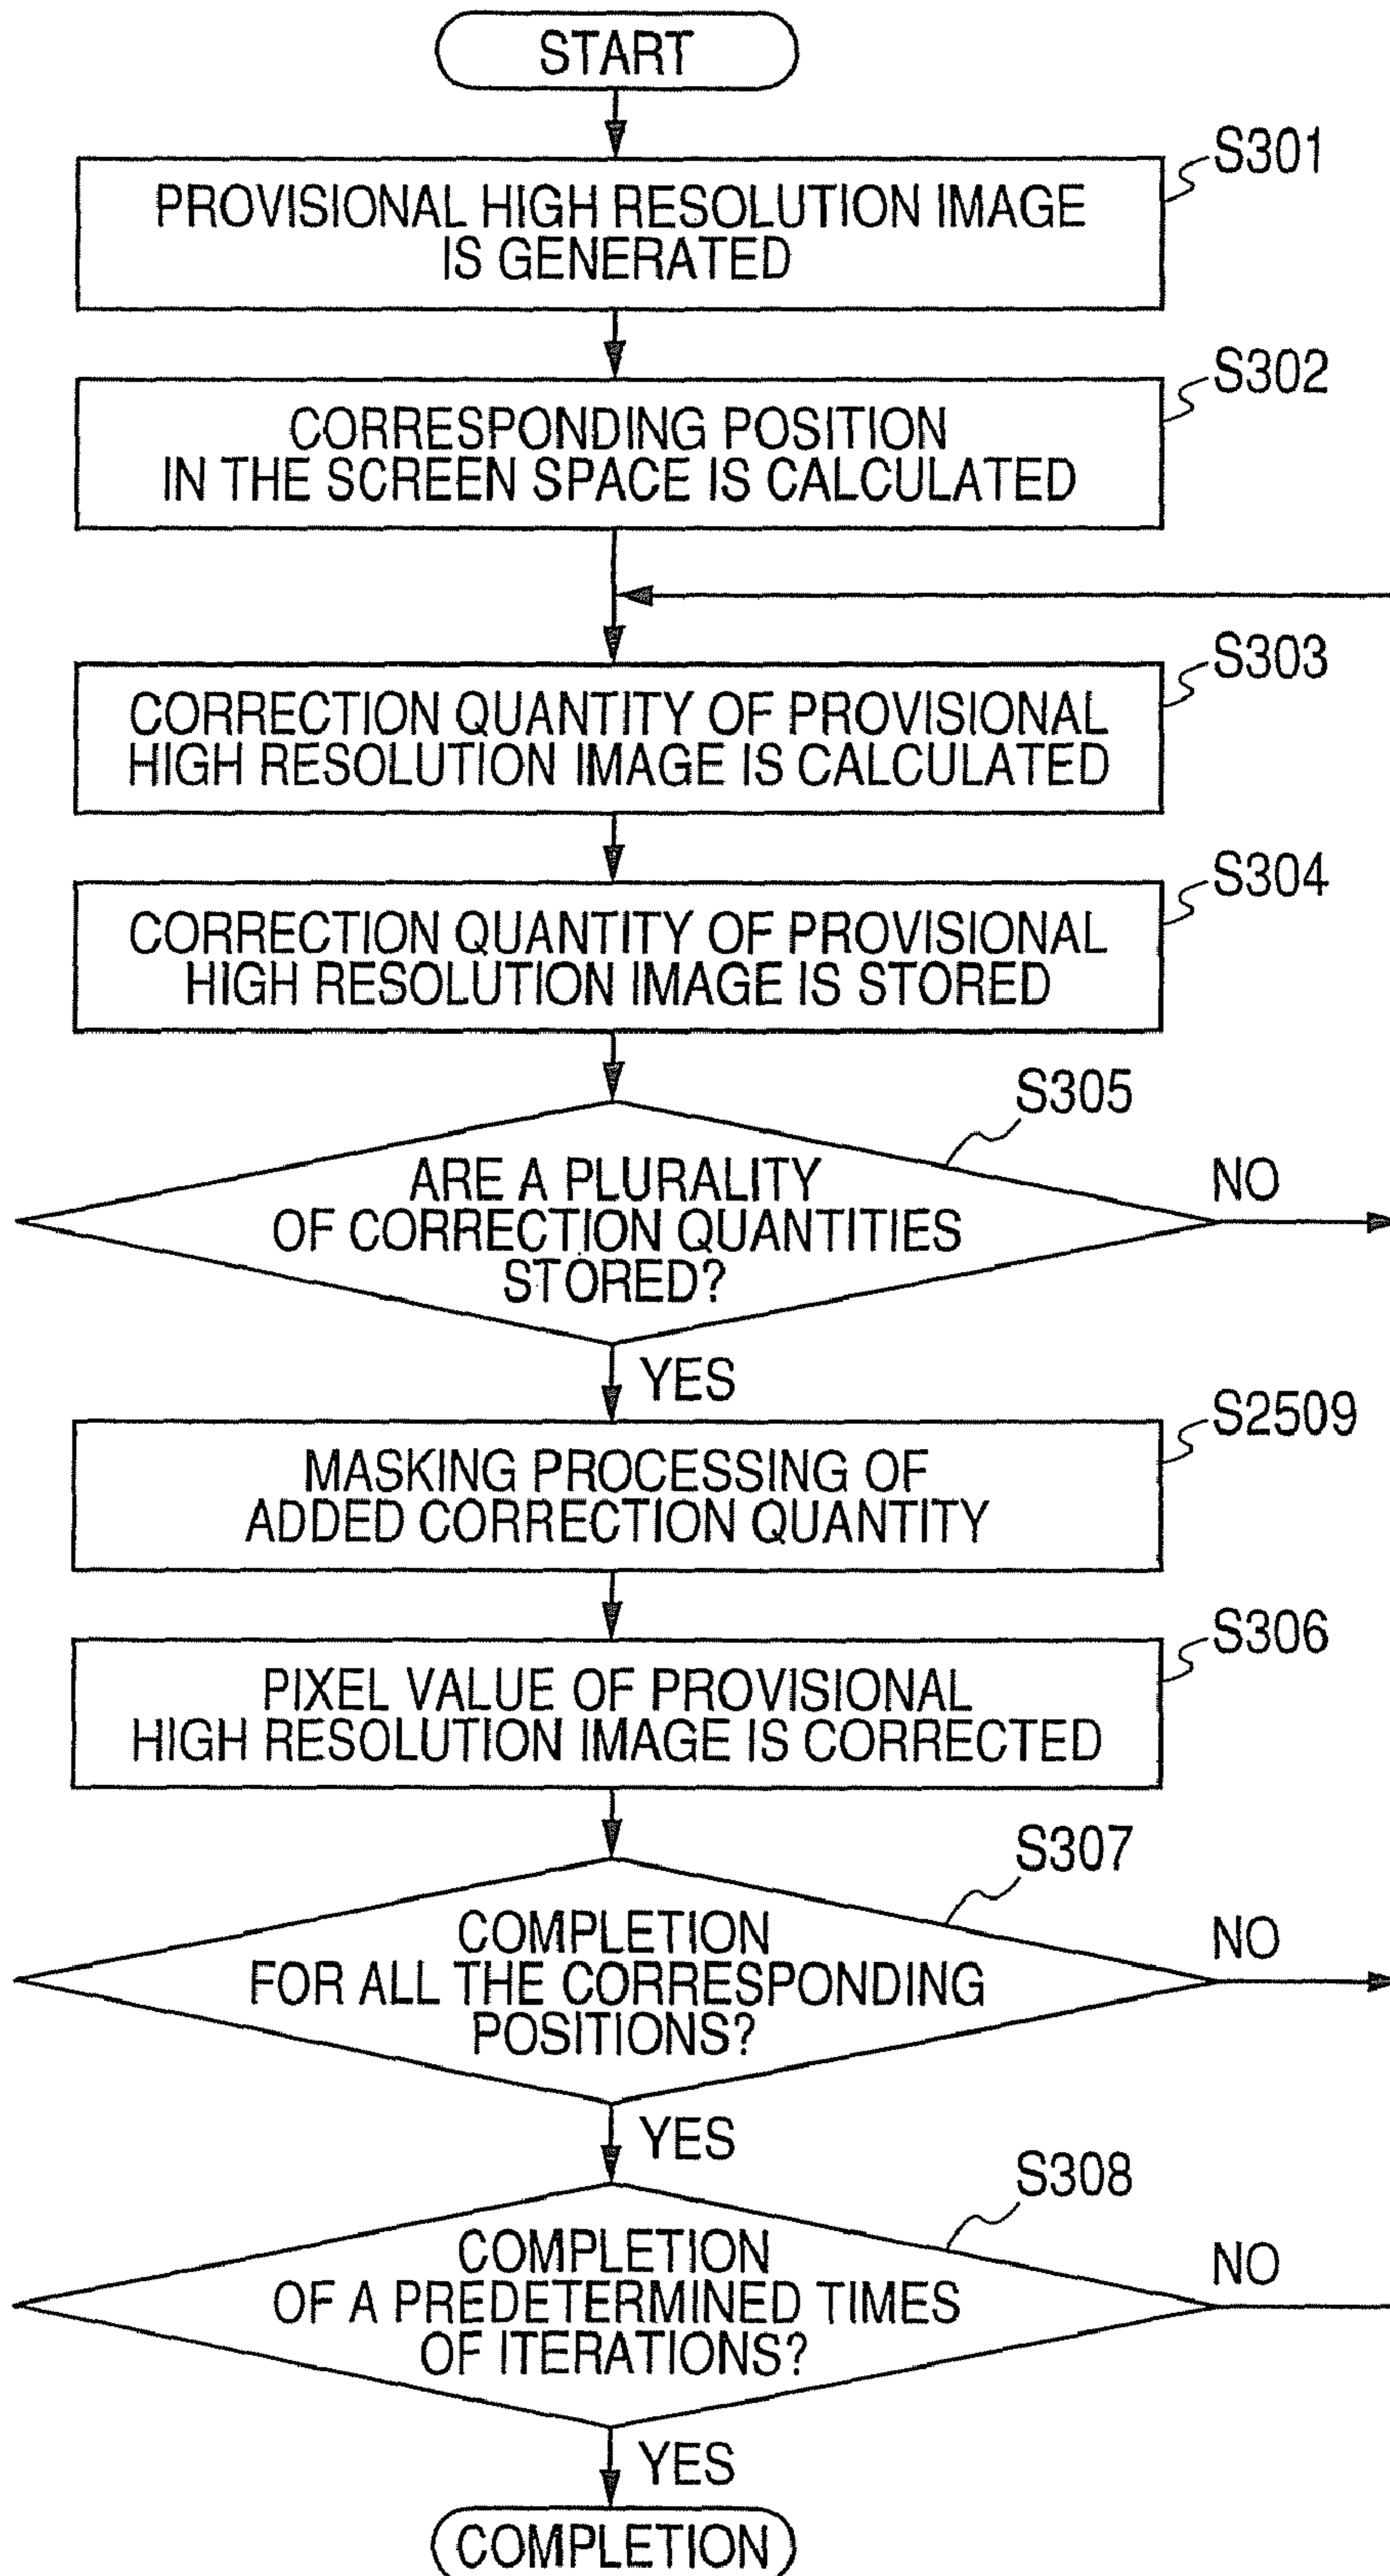 START
S301
PROVISIONAL HIGH RESOLUTION IMAGE
IS GENERATED
S302
CORRESPONDING POSITION
IN THE SCREEN SPACE IS CALCULATED
S303
CORRECTION QUANTITY OF PROVISIONAL
HIGH RESOLUTION IMAGE IS CALCULATED
S304
CORRECTION QUANTITY OF PROVISIONAL
HIGH RESOLUTION IMAGE IS STORED
S305
ARE A PLURALITY
OF CORRECTION QUANTITIES
STORED?
NO
YES
S2509
MASKING PROCESSING OF
ADDED CORRECTION QUANTITY
S306
PIXEL VALUE OF PROVISIONAL
HIGH RESOLUTION IMAGE IS CORRECTED
S307
COMPLETION
FOR ALL THE CORRESPONDING
POSITIONS?
NO
YES
S308
COMPLETION
OF A PREDETERMINED TIMES
OF ITERATIONS?
NO
YES
COMPLETION